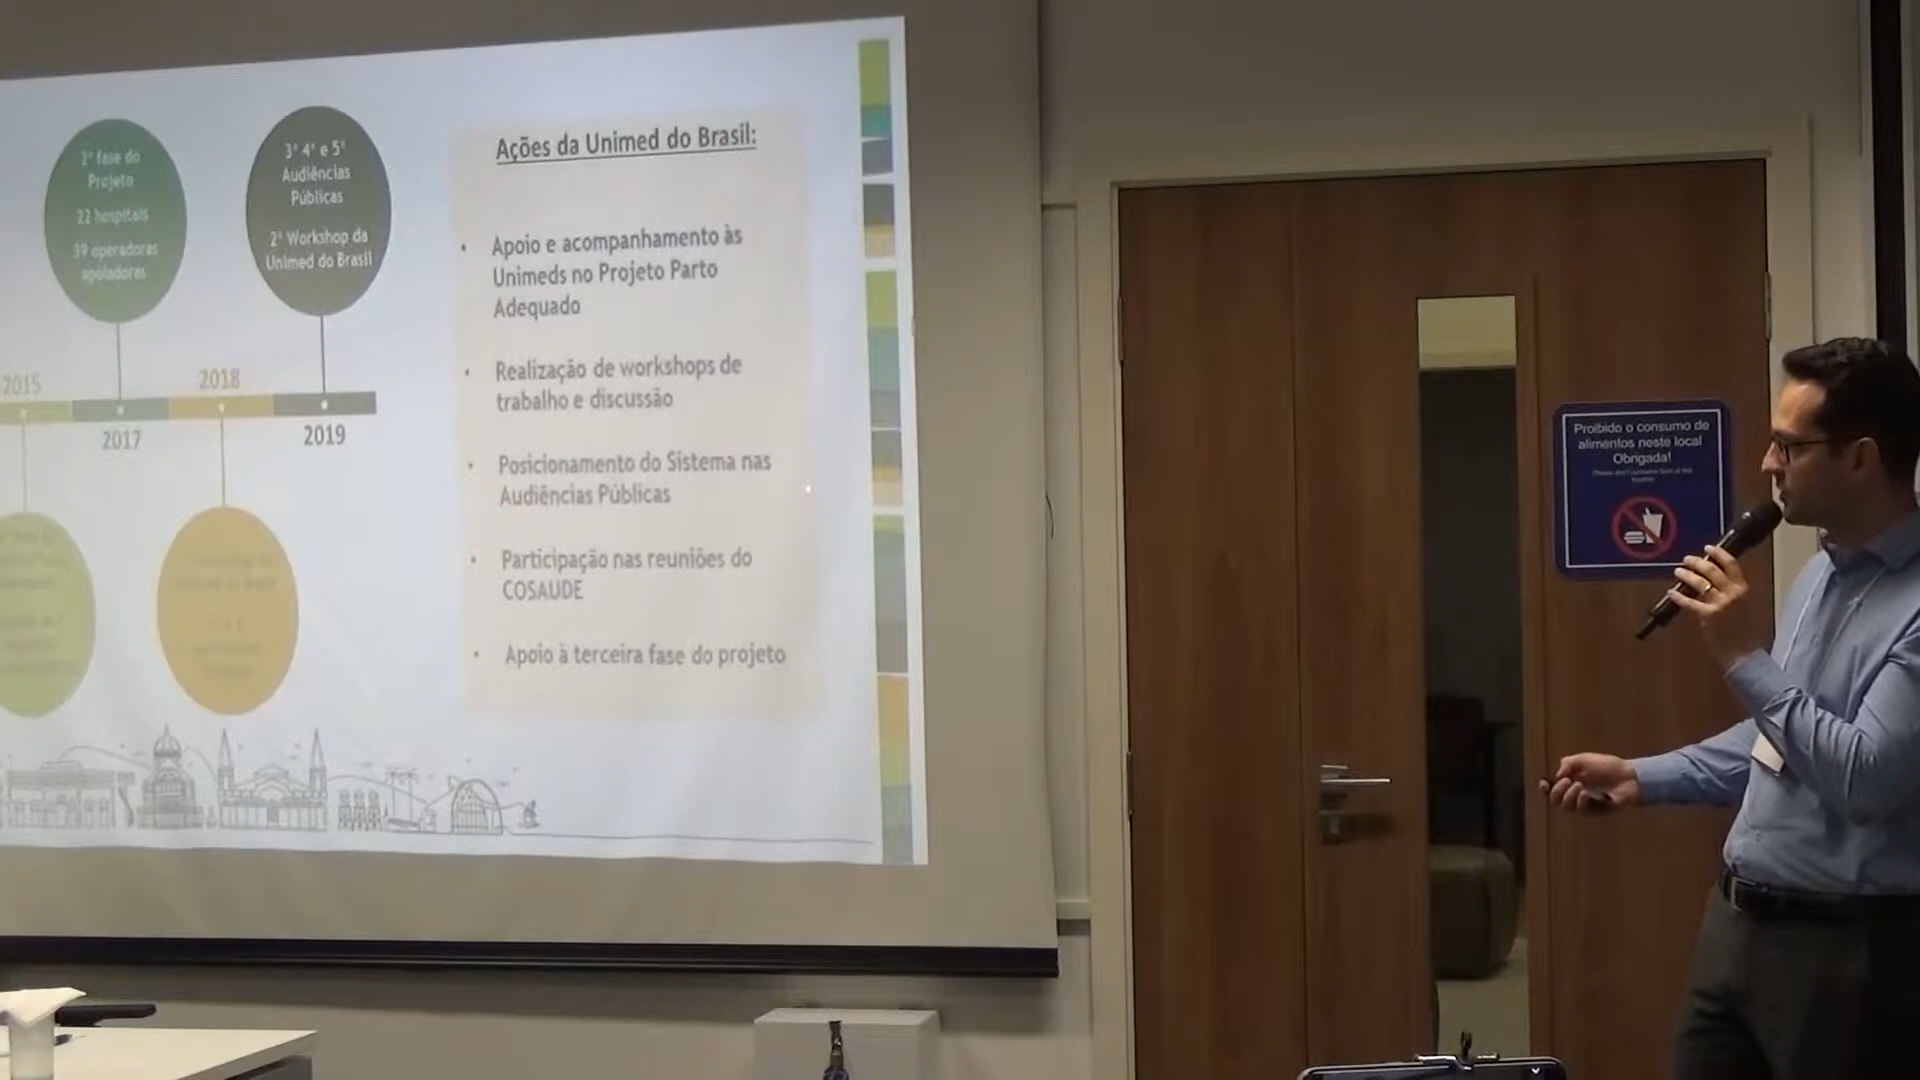 2ª fase do
Projeto
22 hospitais
39 operadoras
apoiadoras
3ª 4ª e 5ª
Audiências
Públicas
2º Workshop da
Unimed do Brasil
2015
2018
2017
2019
Ações da Unimed do Brasil:
• Apoio e acompanhamento às
Unimeds no Projeto Parto
Adequado
• Realização de workshops de
trabalho e discussão
• Posicionamento do Sistema nas
Audiências Públicas
• Participação nas reuniões do
COSAUDE
• Apoio à terceira fase do projeto
Proibido o consumo de
alimentos neste local
Obrigada!